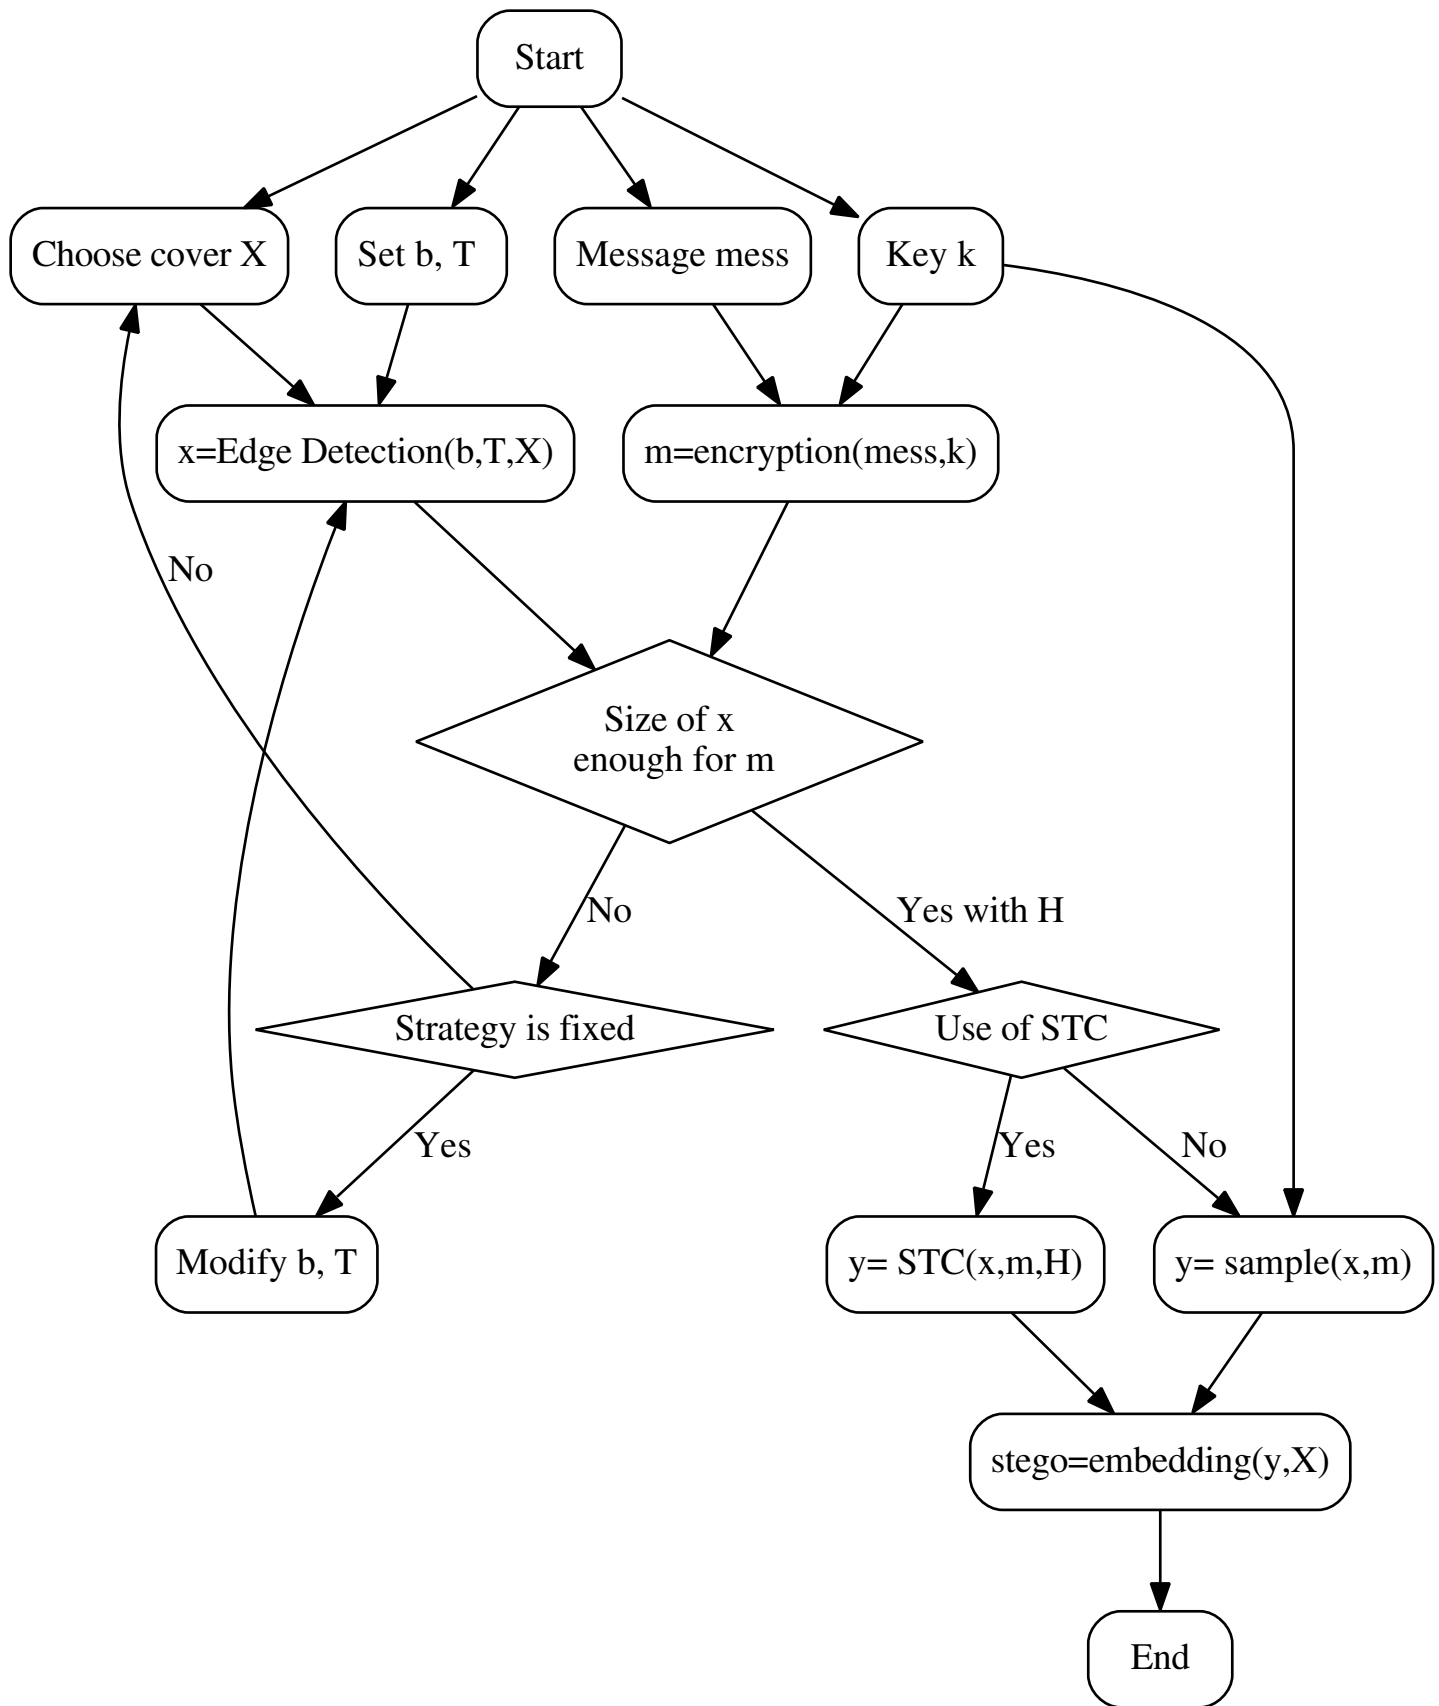 Start
Choose cover X
Set b, T
Message mess
Key k
x=Edge Detection(b,T,X)
m=encryption(mess,k)
No
Size of x
enough for m
No
Yes with H
Strategy is fixed
Use of STC
Yes
Yes
No
Modify b, T
y= STC(x,m,H)
y= sample(x,m)
stego=embedding(y,X)
End